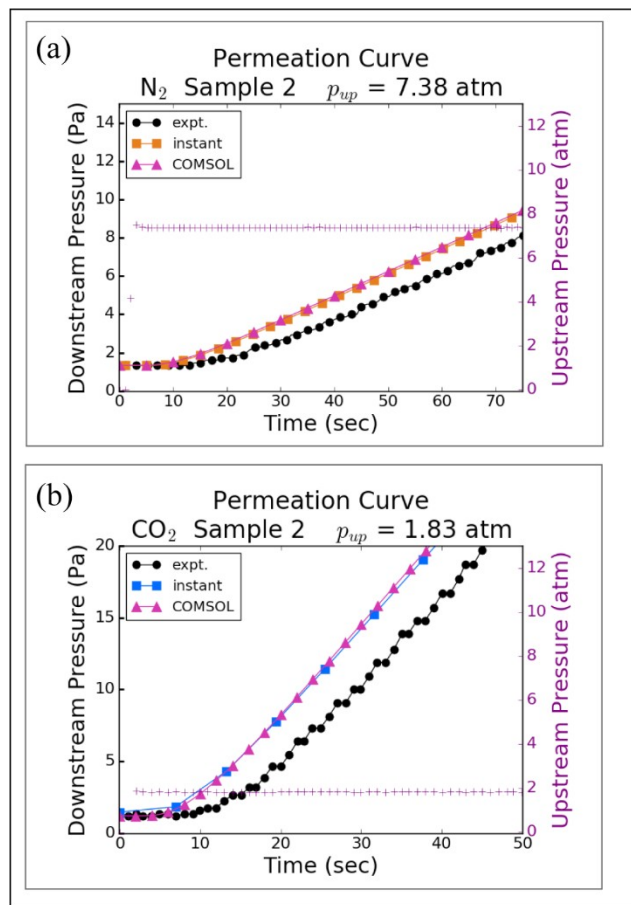 (a)
Permeation Curve
N₂ Sample 2 p_up = 7.38 atm
Downstream Pressure (Pa)
14
12
10
8
6
4
2
0
expt.
instant
COMSOL
12
10
8
6
4
2
0
Upstream Pressure (atm)
0 10 20 30 40 50 60 70
Time (sec)
(b)
Permeation Curve
CO₂ Sample 2 p_up = 1.83 atm
Downstream Pressure (Pa)
20
15
10
5
0
expt.
instant
COMSOL
12
10
8
6
4
2
0
Upstream Pressure (atm)
0 10 20 30 40 50
Time (sec)